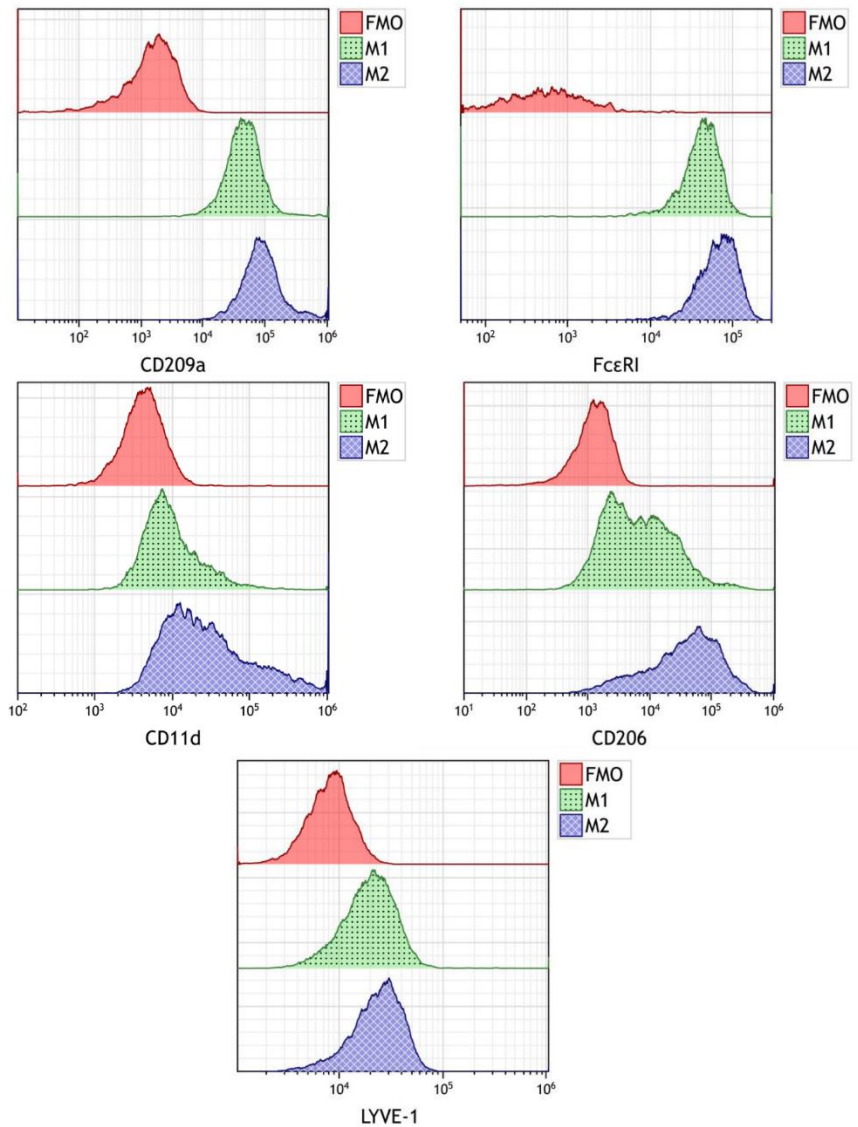 FMO
M1
M2
10² 10³ 10⁴ 10⁵ 10⁶
CD209a
FMO
M1
M2
10² 10³ 10⁴ 10⁵
FcεRI
FMO
M1
M2
10² 10³ 10⁴ 10⁵ 10⁶
CD11d
FMO
M1
M2
10¹ 10² 10³ 10⁴ 10⁵ 10⁶
CD206
FMO
M1
M2
10⁴ 10⁵ 10⁶
LYVE-1